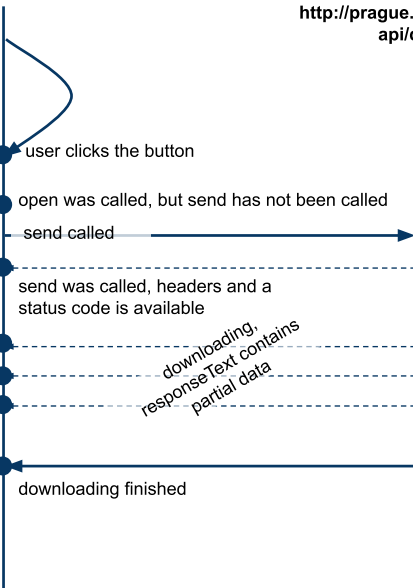 http://prague.
api/
user clicks the button
open was called, but send has not been called
send called
send was called, headers and a
status code is available
downloading,
responseText contains
partial data
downloading finished